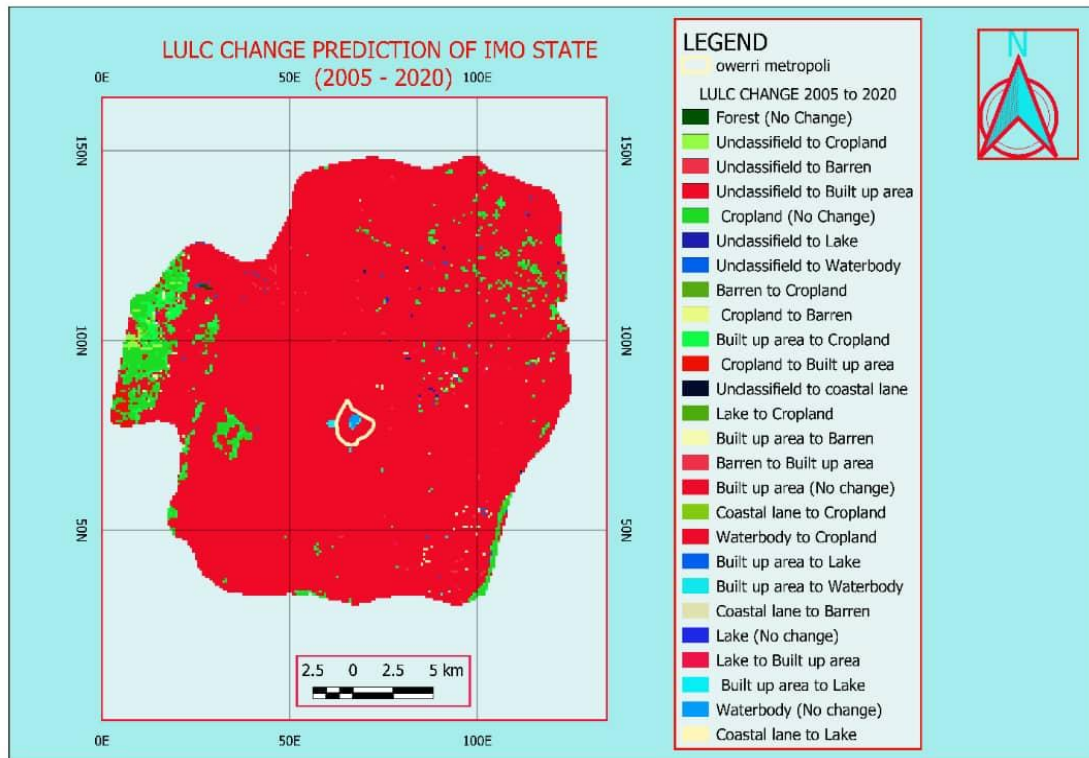 LULC CHANGE PREDICTION OF IMO STATE
(2005 - 2020)
0E
50E
100E
150N
150N
100N
100N
50N
50N
2.5 0 2.5 5 km
0E
50E
100E
LEGEND
owerri metropoli
LULC CHANGE 2005 to 2020
Forest (No Change)
Unclassifield to Cropland
Unclassifield to Barren
Unclassifield to Built up area
Cropland (No Change)
Unclassifield to Lake
Unclassifield to Waterbody
Barren to Cropland
Cropland to Barren
Built up area to Cropland
Cropland to Built up area
Unclassifield to coastal lane
Lake to Cropland
Built up area to Barren
Barren to Built up area
Built up area (No change)
Coastal lane to Cropland
Waterbody to Cropland
Built up area to Lake
Built up area to Waterbody
Coastal lane to Barren
Lake (No change)
Lake to Built up area
Built up area to Lake
Waterbody (No change)
Coastal lane to Lake
N